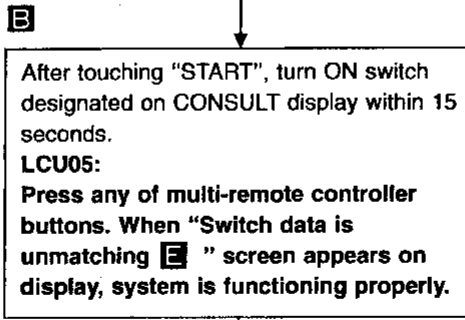 B
After touching "START", turn ON switch
designated on CONSULT display within 15
seconds.
LCU05:
Press any of multi-remote controller
buttons. When "Switch data is
unmatching E " screen appears on
display, system is functioning properly.